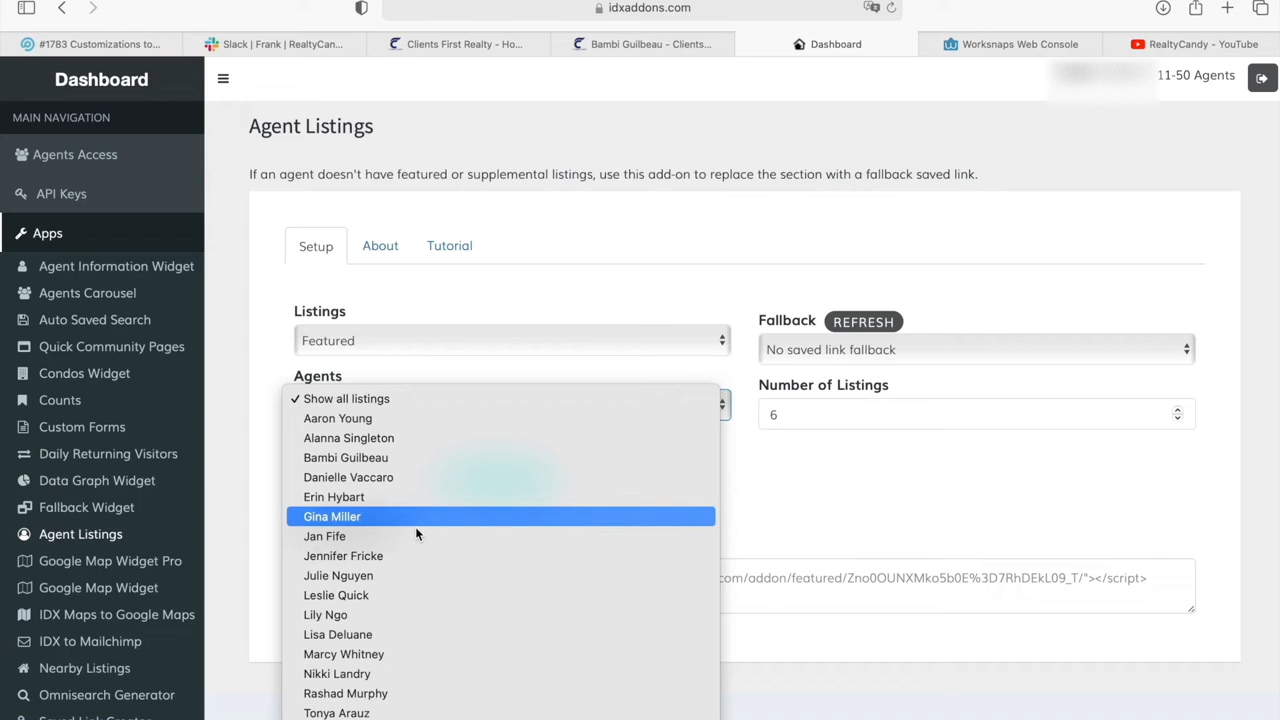 idxaddons.com
#1783 Customizations to...
Slack | Frank | RealtyCan...
Clients First Realty - Ho...
Bambi Guilbeau - Clients...
Dashboard
Worksnaps Web Console
RealtyCandy - YouTube
Dashboard
11-50 Agents
MAIN NAVIGATION
Agents Access
API Keys
Apps
Agent Information Widget
Agents Carousel
Auto Saved Search
Quick Community Pages
Condos Widget
Counts
Custom Forms
Daily Returning Visitors
Data Graph Widget
Fallback Widget
Agent Listings
Google Map Widget Pro
Google Map Widget
IDX Maps to Google Maps
IDX to Mailchimp
Nearby Listings
Omnisearch Generator
Agent Listings
If an agent doesn't have featured or supplemental listings, use this add-on to replace the section with a fallback saved link.
Setup
About
Tutorial
Listings
Featured
Agents
Show all listings
Aaron Young
Alanna Singleton
Bambi Guilbeau
Danielle Vaccaro
Erin Hybart
Gina Miller
Jan Fife
Jennifer Fricke
Julie Nguyen
Leslie Quick
Lily Ngo
Lisa Deluane
Marcy Whitney
Nikki Landry
Rashad Murphy
Tonya Arauz
Fallback REFRESH
No saved link fallback
Number of Listings
6
com/addon/featured/Zno0OUNXMko5b0E%3D7RhDEkL09_T/"></script>